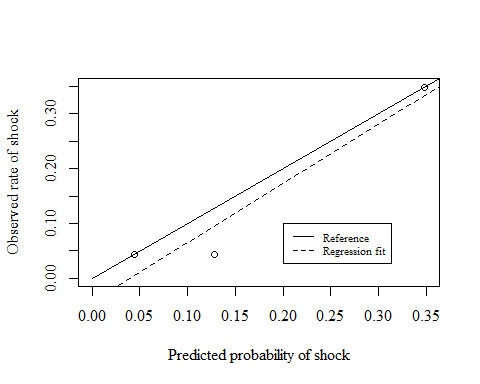 Observed rate of shock
0.30
0.20
0.10
0.00
Reference
Regression fit
0.00 0.05 0.10 0.15 0.20 0.25 0.30 0.35
Predicted probability of shock